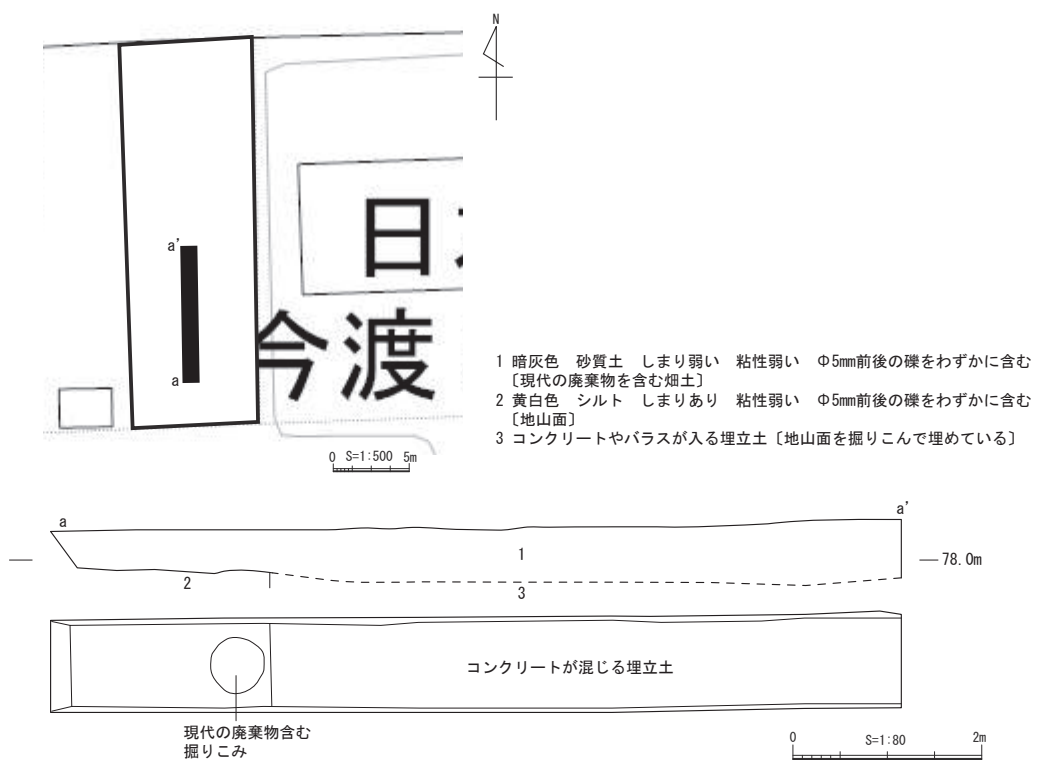 N
日
今渡
a'
a
0 S=1:500 5m
1 暗灰色 砂質土 しまり弱い 粘性弱い Φ5mm前後の礫をわずかに含む
〔現代の廃棄物を含む畑土〕
2 黄白色 シルト しまりあり 粘性弱い Φ5mm前後の礫をわずかに含む
〔地山面〕
3 コンクリートやバラスが入る埋立土〔地山面を掘りこんで埋めている〕
a
a'
1
78.0m
2
3
コンクリートが混じる埋立土
現代の廃棄物含む
掘りこみ
0 S=1:80 2m